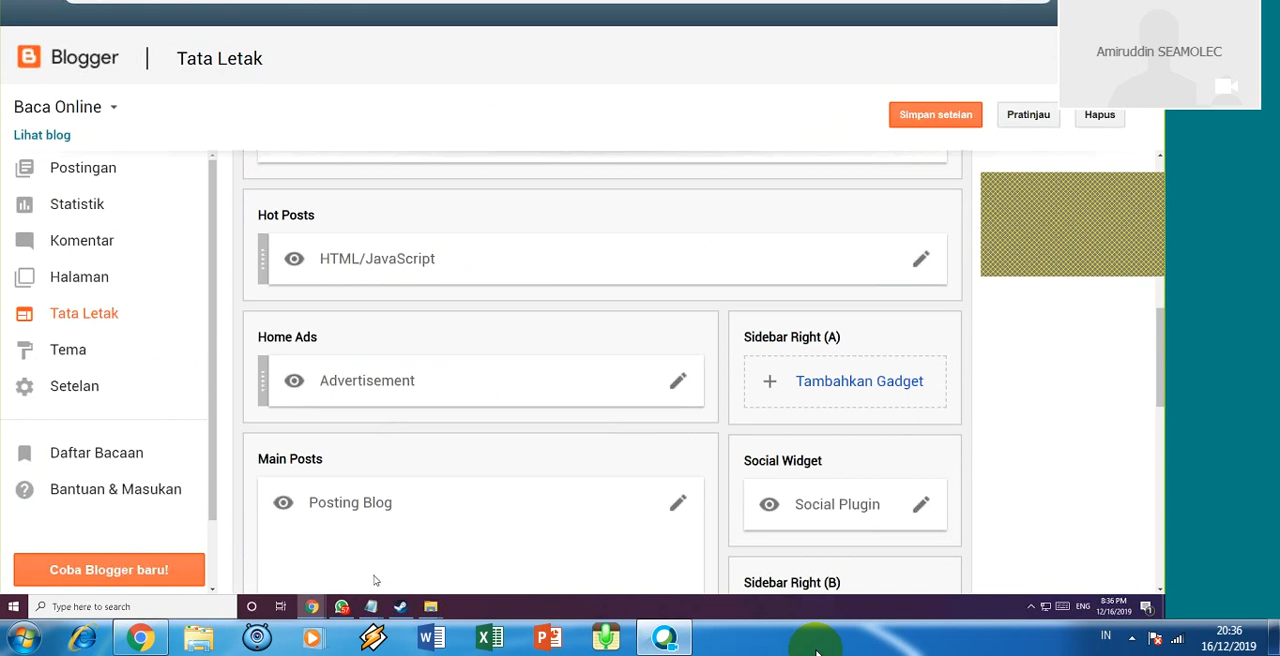 Blogger
Tata Letak
Amiruddin SEAMOLEC
Baca Online
Lihat blog
Simpan setelan
Pratinjau
Hapus
Postingan
Statistik
Komentar
Halaman
Tata Letak
Tema
Setelan
Daftar Bacaan
Bantuan & Masukan
Coba Blogger baru!
Hot Posts
HTML/JavaScript
Home Ads
Advertisement
Sidebar Right (A)
Tambahkan Gadget
Main Posts
Posting Blog
Social Widget
Social Plugin
Sidebar Right (B)
Type here to search
ENG
8:36 PM
12/16/2019
IN
20:36
16/12/2019